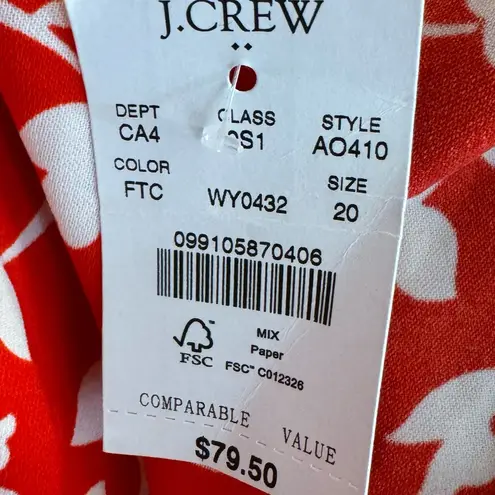 J.CREW
DEPT CLASS STYLE
CA4 AO410
COLOR SIZE
FTC WY0432 20
099105870406
MIX
Paper
FSC FSC™ C012326
COMPARABLE VALUE
$79.50